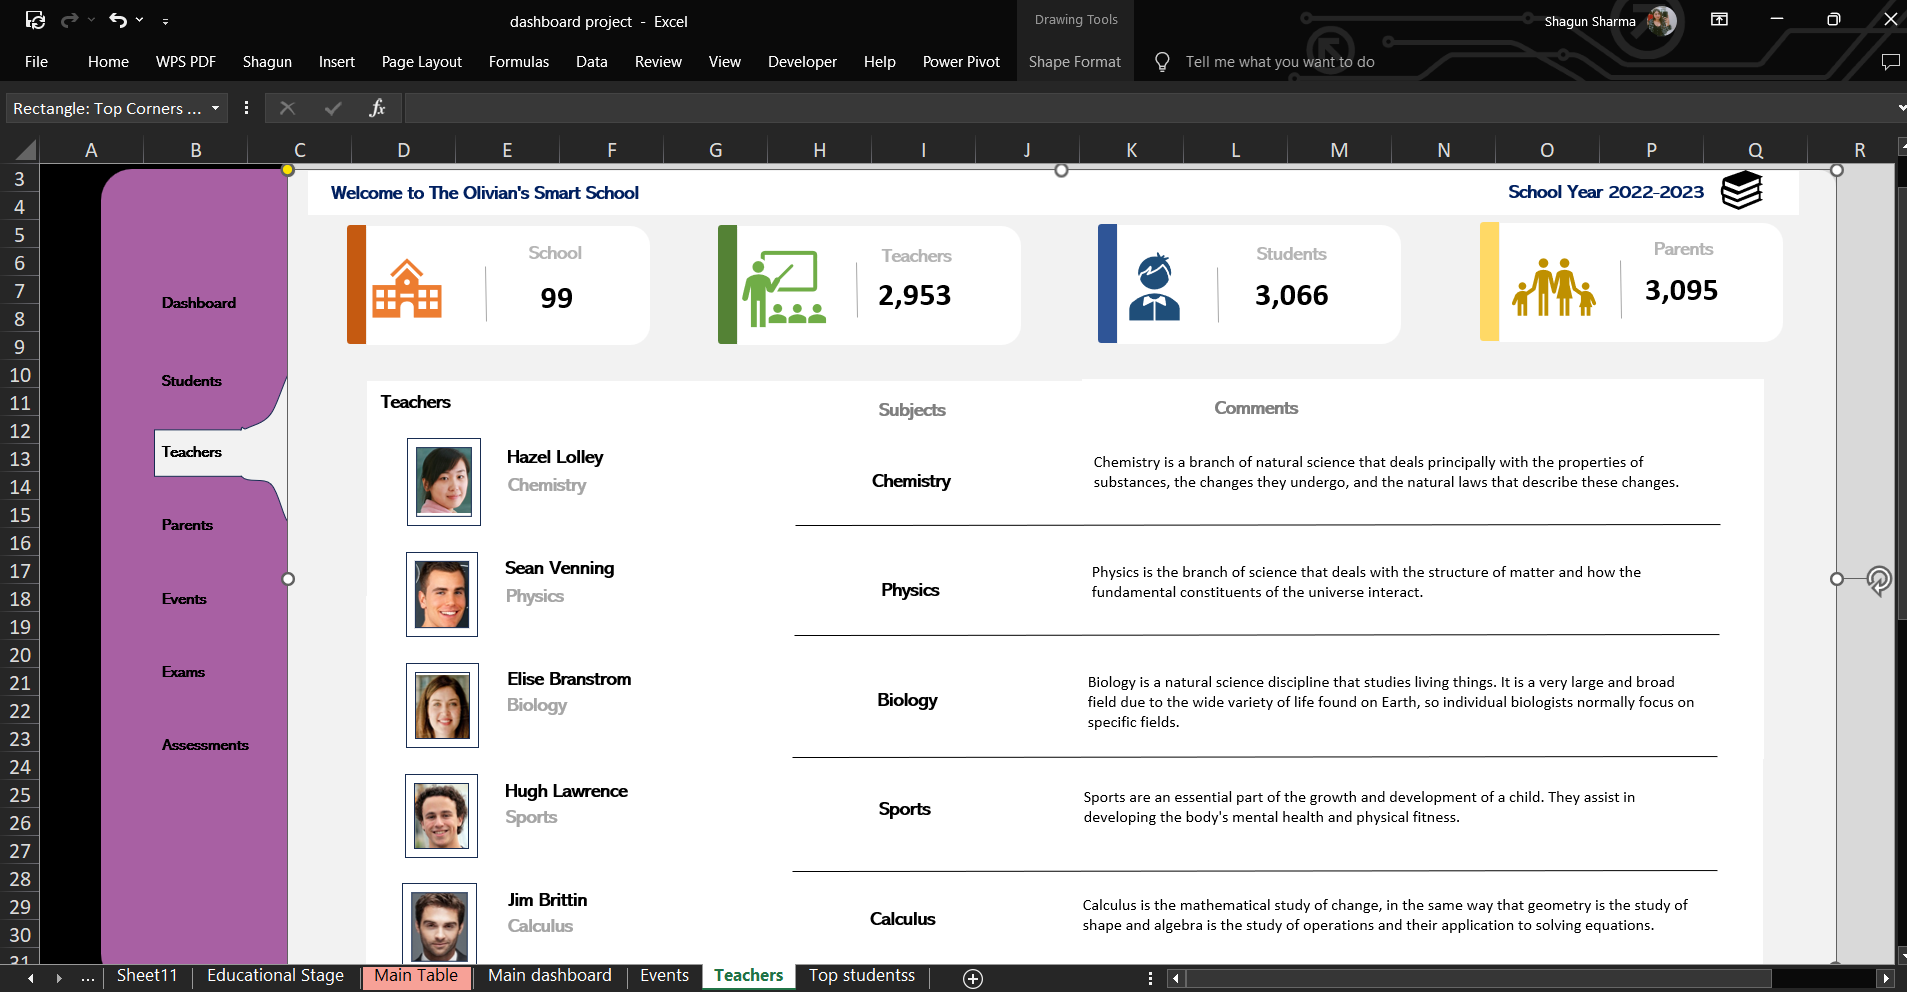 dashboard project - Excel
Drawing Tools
Shagun Sharma
File Home WPS PDF Shagun Insert Page Layout Formulas Data Review View Developer Help Power Pivot Shape Format Tell me what you want to do
Rectangle: Top Corners ...
fx
A B C D E F G H I J K L M N O P Q R
3
4
5
6
7
8
9
10
11
12
13
14
15
16
17
18
19
20
21
22
23
24
25
26
27
28
29
30
31
Dashboard
Students
Teachers
Parents
Events
Exams
Assessments
Welcome to The Olivian's Smart School
School Year 2022-2023
School
99
Teachers
2,953
Students
3,066
Parents
3,095
Teachers
Subjects
Comments
Hazel Lolley
Chemistry
Chemistry
Chemistry is a branch of natural science that deals principally with the properties of
substances, the changes they undergo, and the natural laws that describe these changes.
Sean Venning
Physics
Physics
Physics is the branch of science that deals with the structure of matter and how the
fundamental constituents of the universe interact.
Elise Branstrom
Biology
Biology
Biology is a natural science discipline that studies living things. It is a very large and broad
field due to the wide variety of life found on Earth, so individual biologists normally focus on
specific fields.
Hugh Lawrence
Sports
Sports
Sports are an essential part of the growth and development of a child. They assist in
developing the body's mental health and physical fitness.
Jim Brittin
Calculus
Calculus
Calculus is the mathematical study of change, in the same way that geometry is the study of
shape and algebra is the study of operations and their application to solving equations.
... Sheet11 Educational Stage Main Table Main dashboard Events Teachers Top studentss